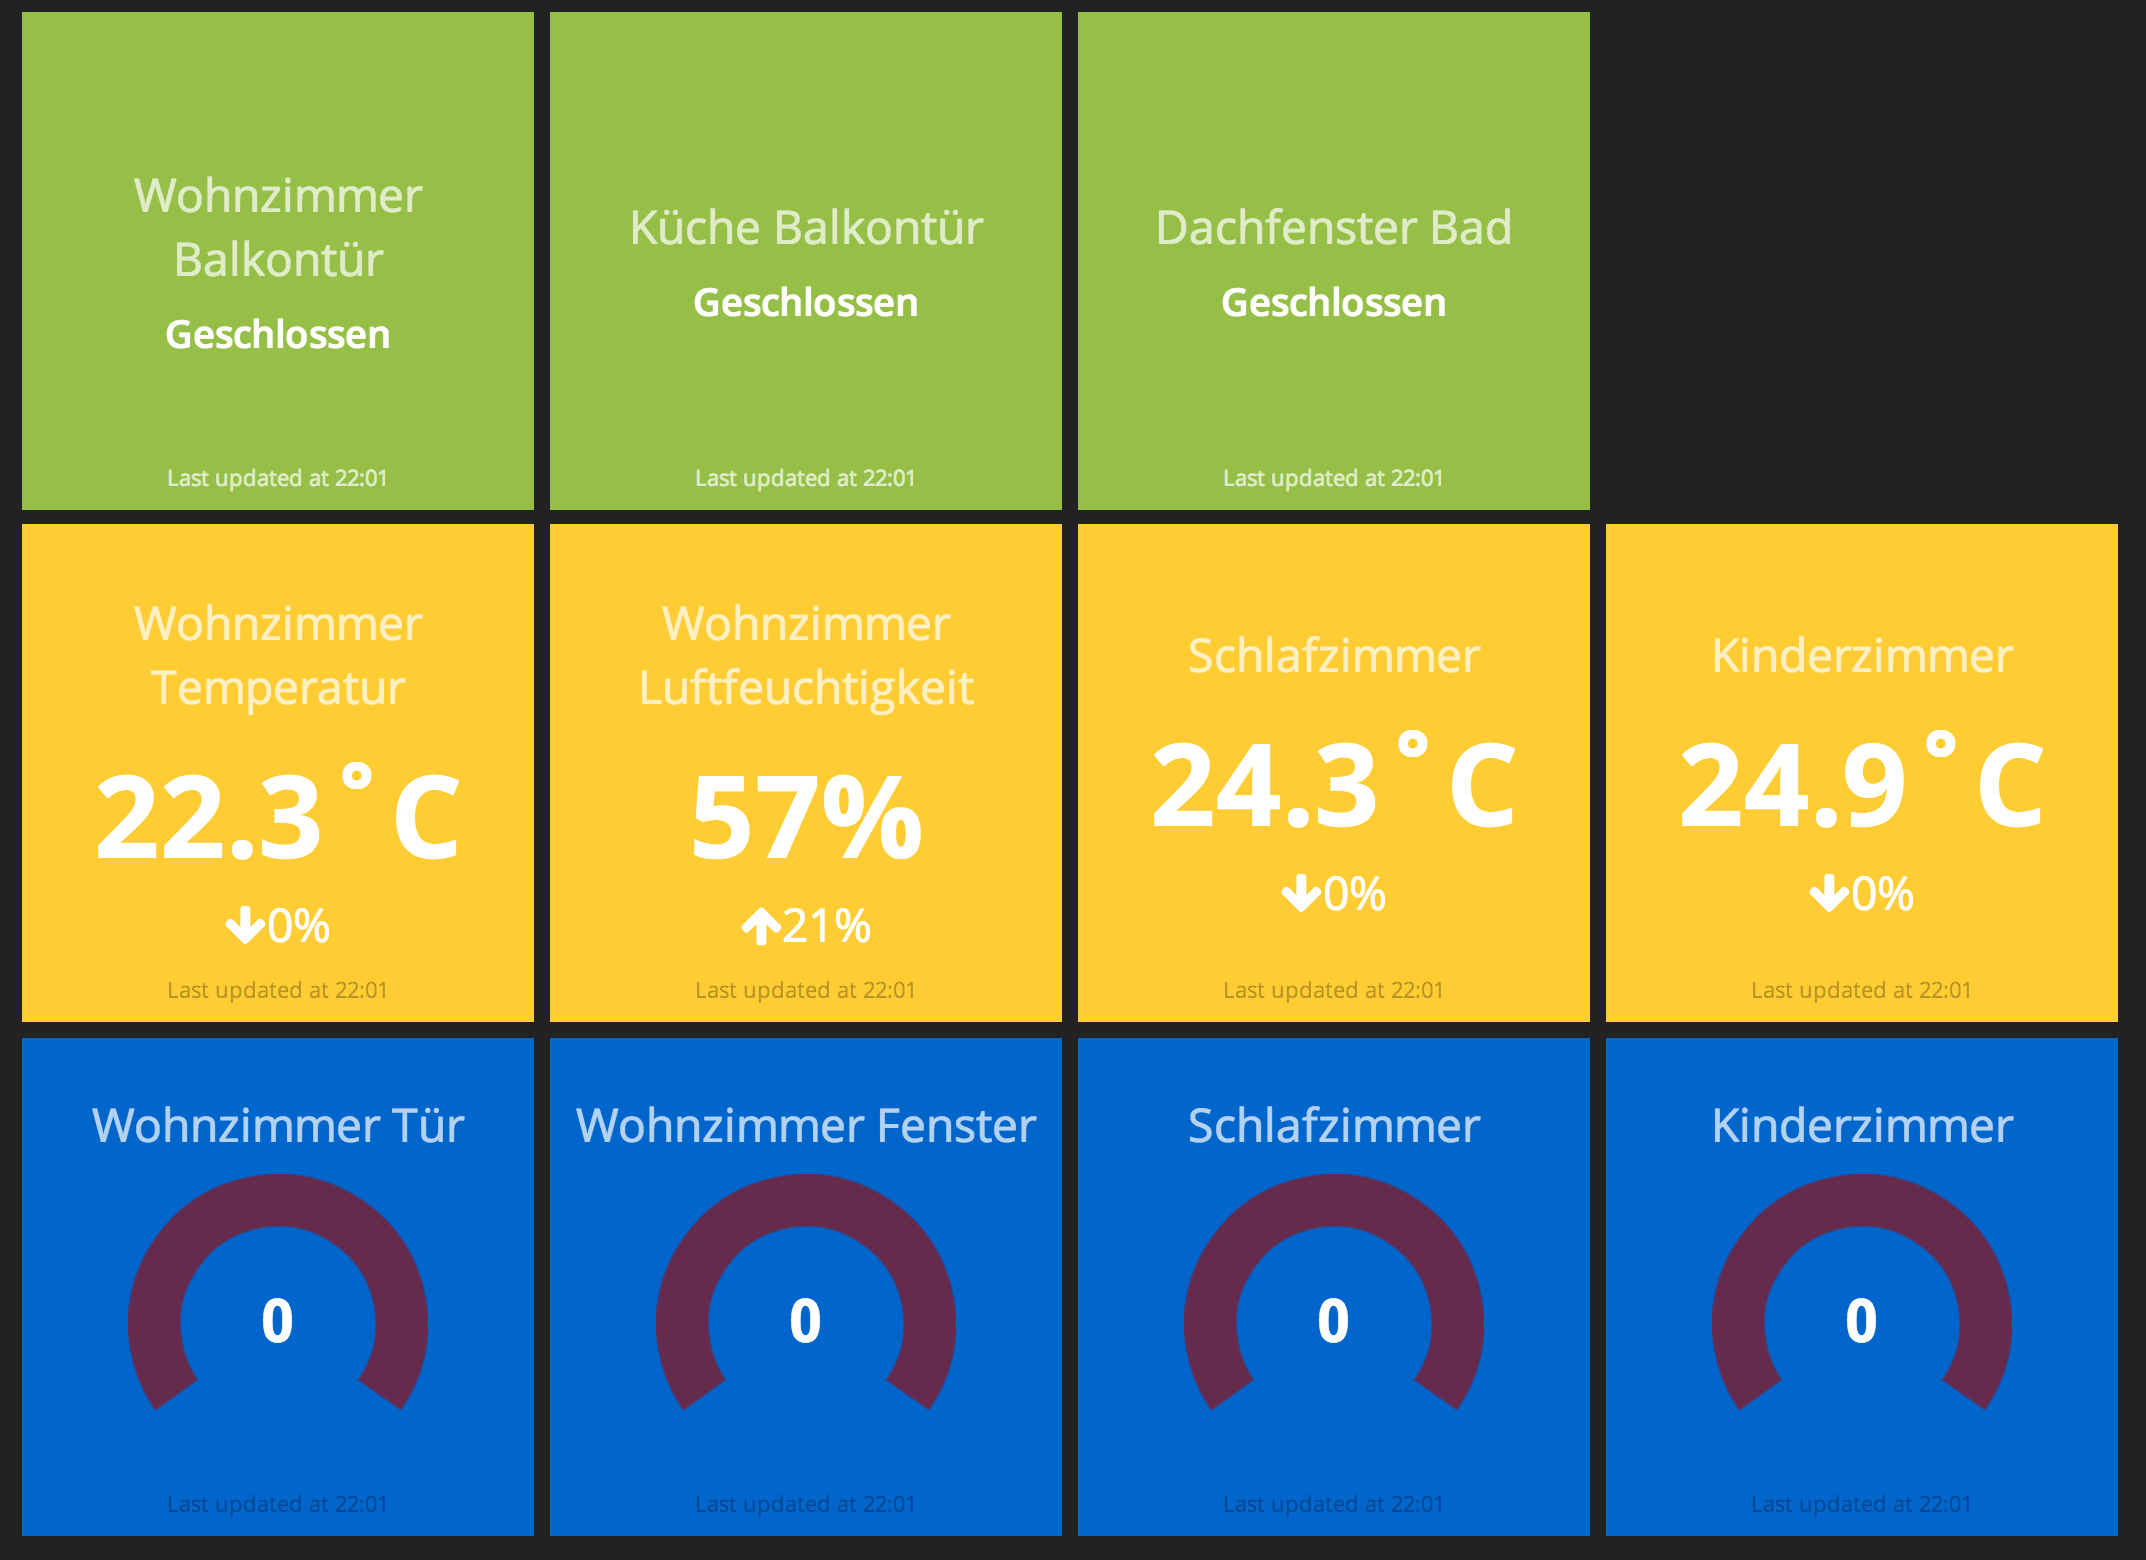 Wohnzimmer
Balkontür
Geschlossen
Last updated at 22:01
Küche Balkontür
Geschlossen
Last updated at 22:01
Dachfenster Bad
Geschlossen
Last updated at 22:01
Wohnzimmer
Temperatur
22.3°C
↓0%
Last updated at 22:01
Wohnzimmer
Luftfeuchtigkeit
57%
↑21%
Last updated at 22:01
Schlafzimmer
24.3°C
↓0%
Last updated at 22:01
Kinderzimmer
24.9°C
↓0%
Last updated at 22:01
Wohnzimmer Tür
0
Last updated at 22:01
Wohnzimmer Fenster
0
Last updated at 22:01
Schlafzimmer
0
Last updated at 22:01
Kinderzimmer
0
Last updated at 22:01